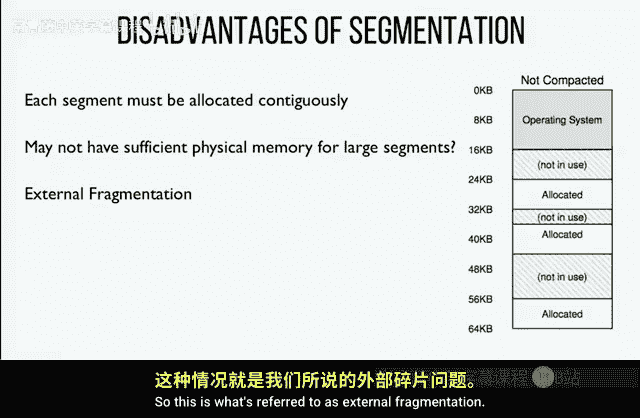 DISADVANTAGES OF SEGMENTATION
Each segment must be allocated contiguously
May not have sufficient physical memory for large segments?
External Fragmentation
Not Compacted
0KB
8KB
Operating System
16KB
(not in use)
24KB
Allocated
32KB
(not in use)
Allocated
40KB
48KB
(not in use)
56KB
Allocated
64KB
这种情况就是我们所说的外部碎片问题。
So this is what's referred to as external fragmentation.